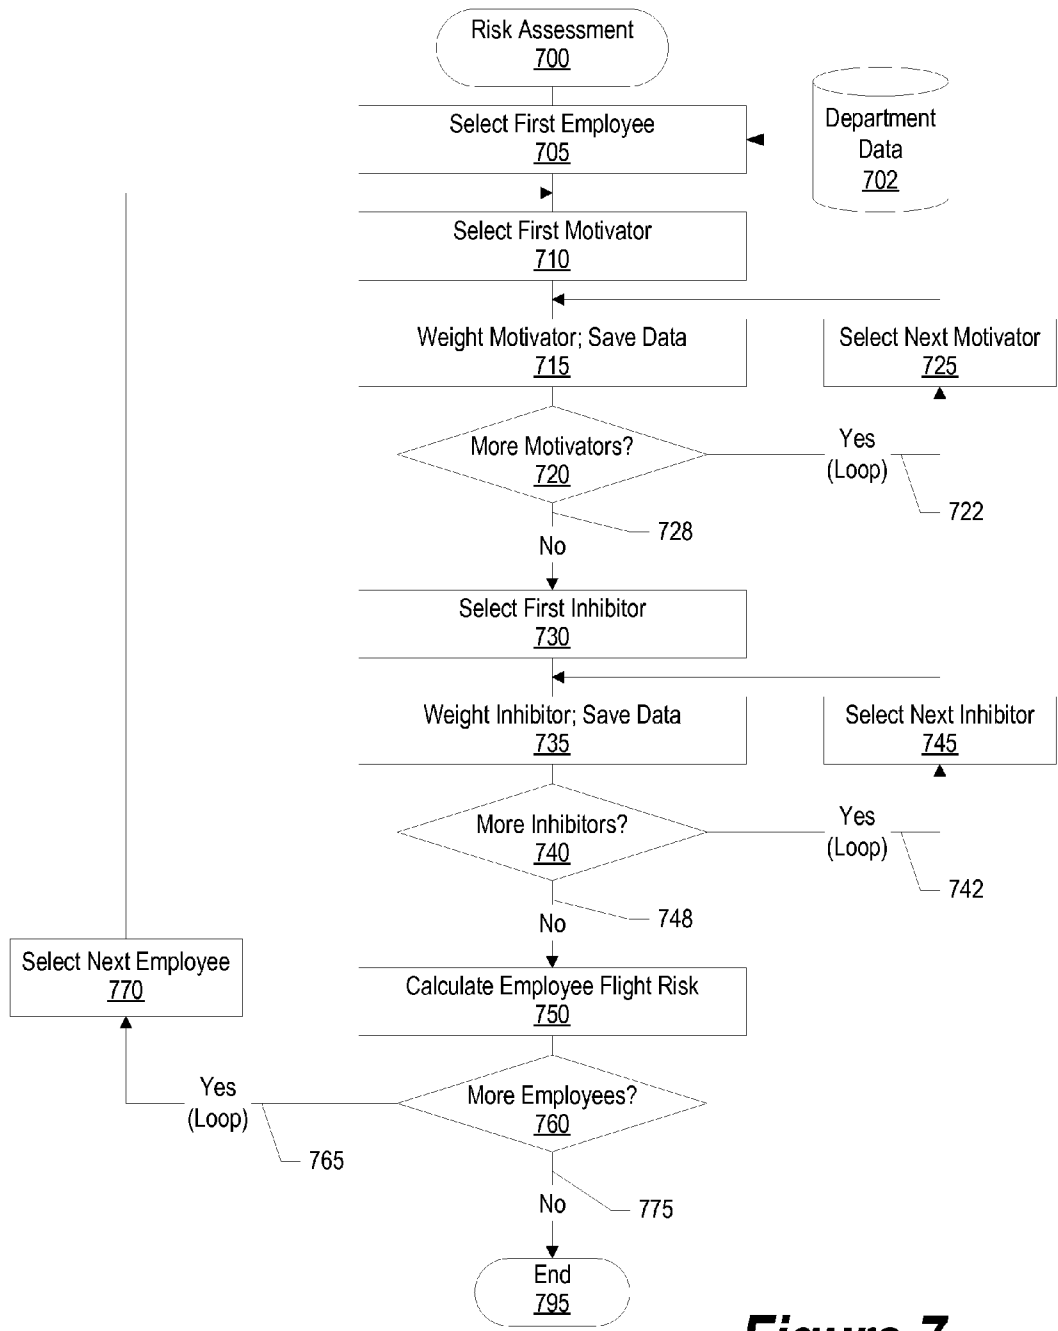 Risk Assessment
700
Department
Data
702
Select First Employee
705
Select First Motivator
710
Weight Motivator; Save Data
715
Select Next Motivator
725
More Motivators?
720
Yes
(Loop)
722
728
No
Select First Inhibitor
730
Weight Inhibitor; Save Data
735
Select Next Inhibitor
745
More Inhibitors?
740
Yes
(Loop)
742
748
No
Select Next Employee
770
Calculate Employee Flight Risk
750
Yes
(Loop)
765
More Employees?
760
775
No
End
795
Figure 7